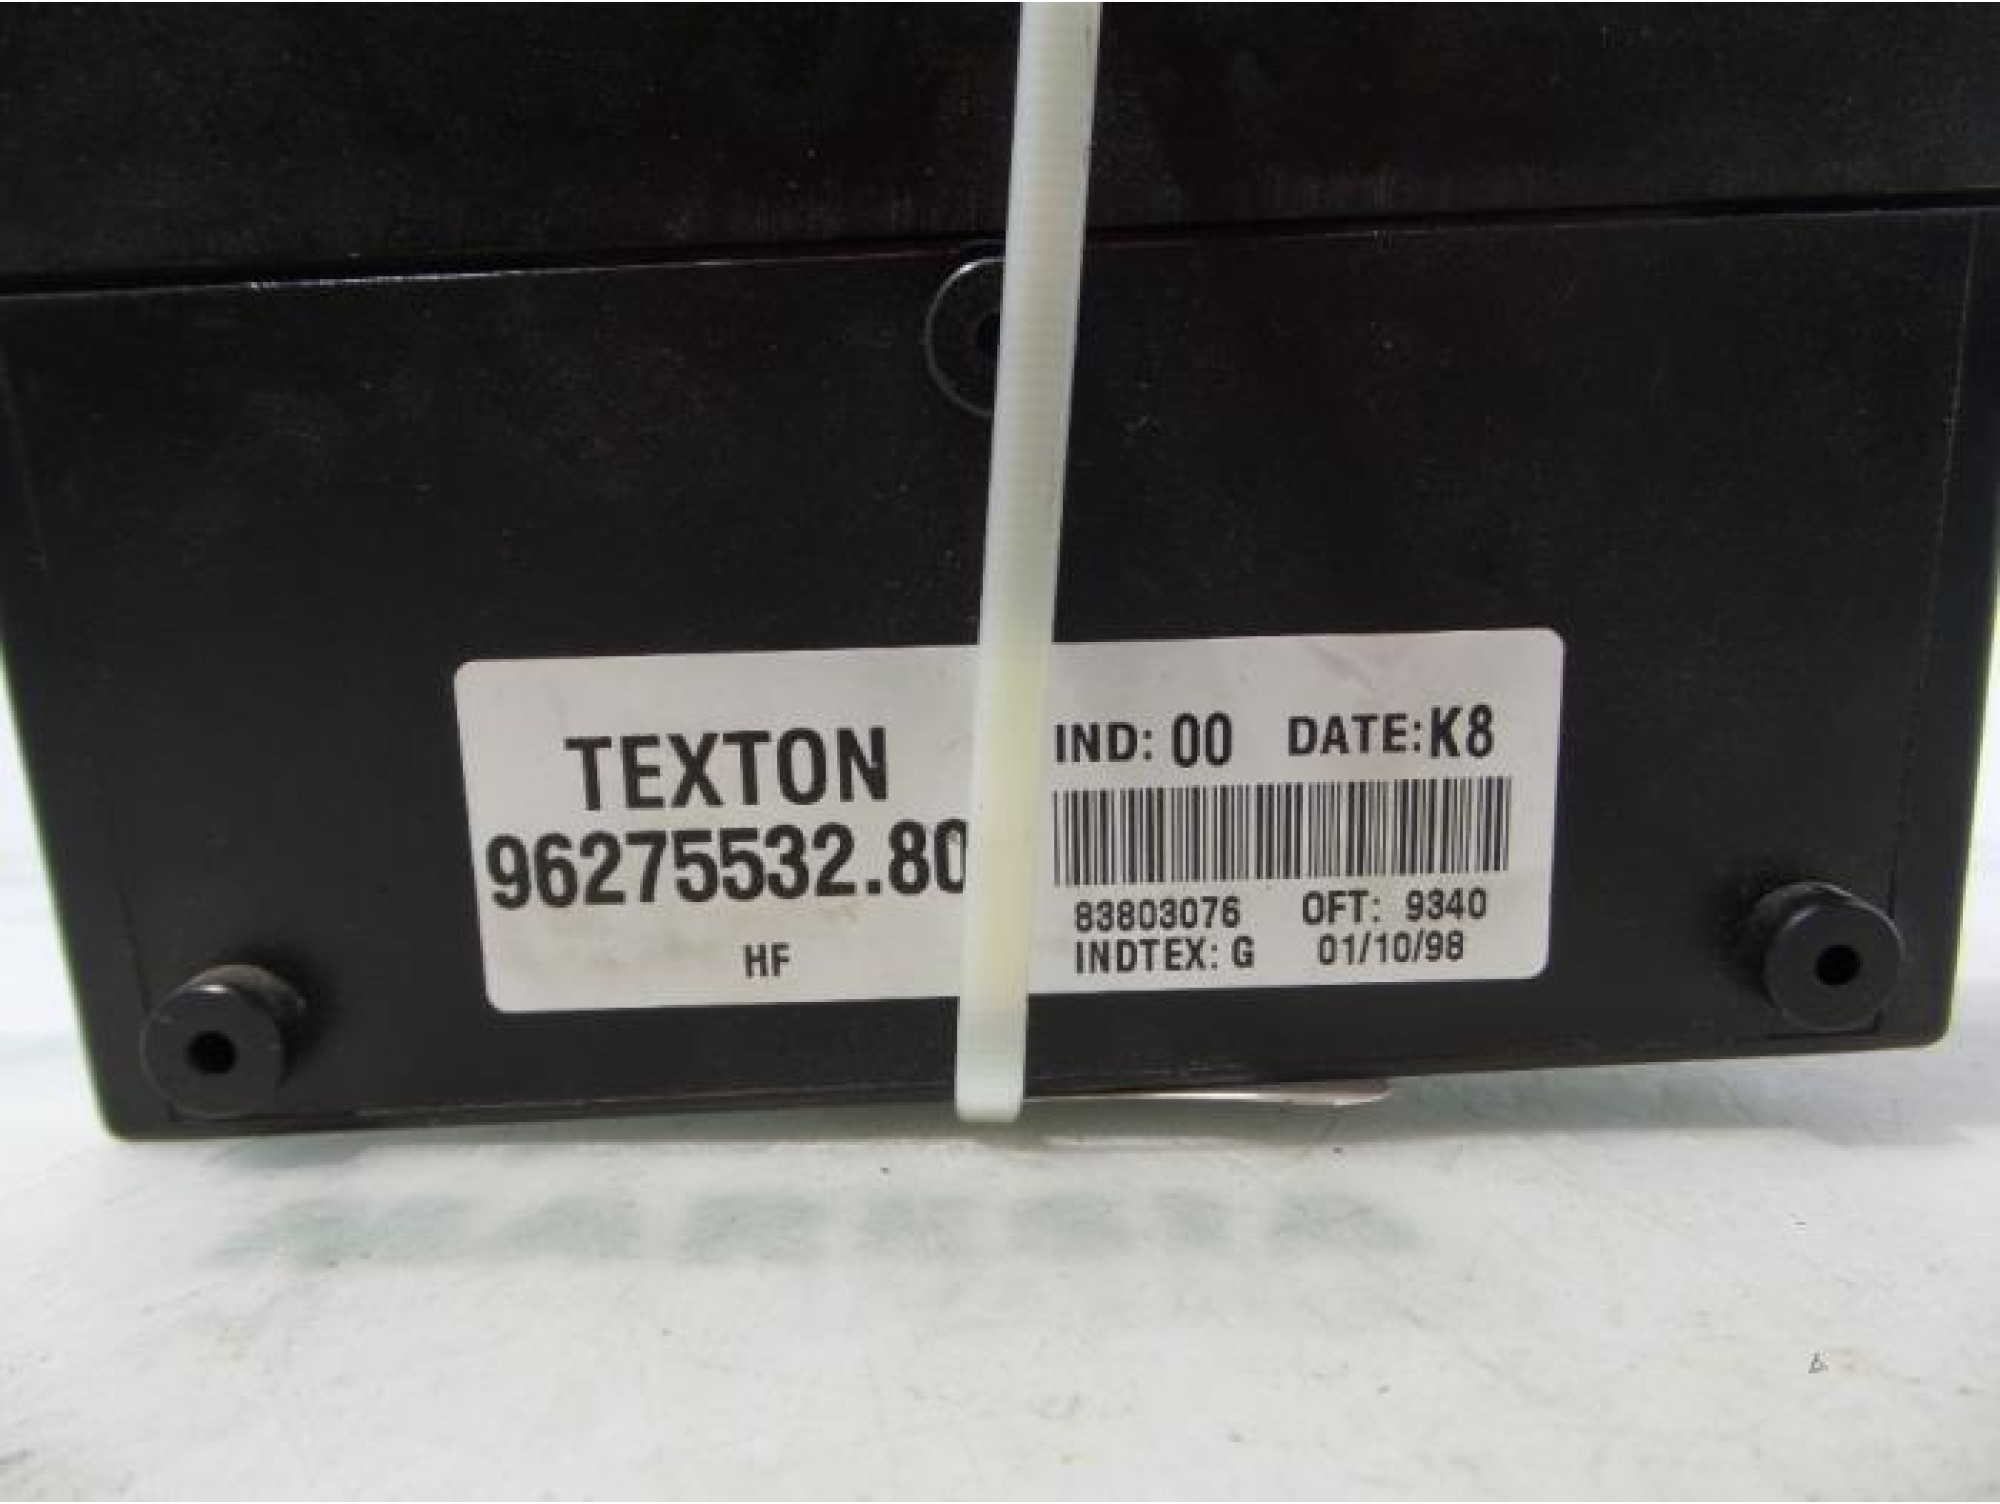 TEXTON
96275532.80
HF
IND: 00 DATE: K8
83803076 OFT: 9340
INDTEX: G 01/10/98